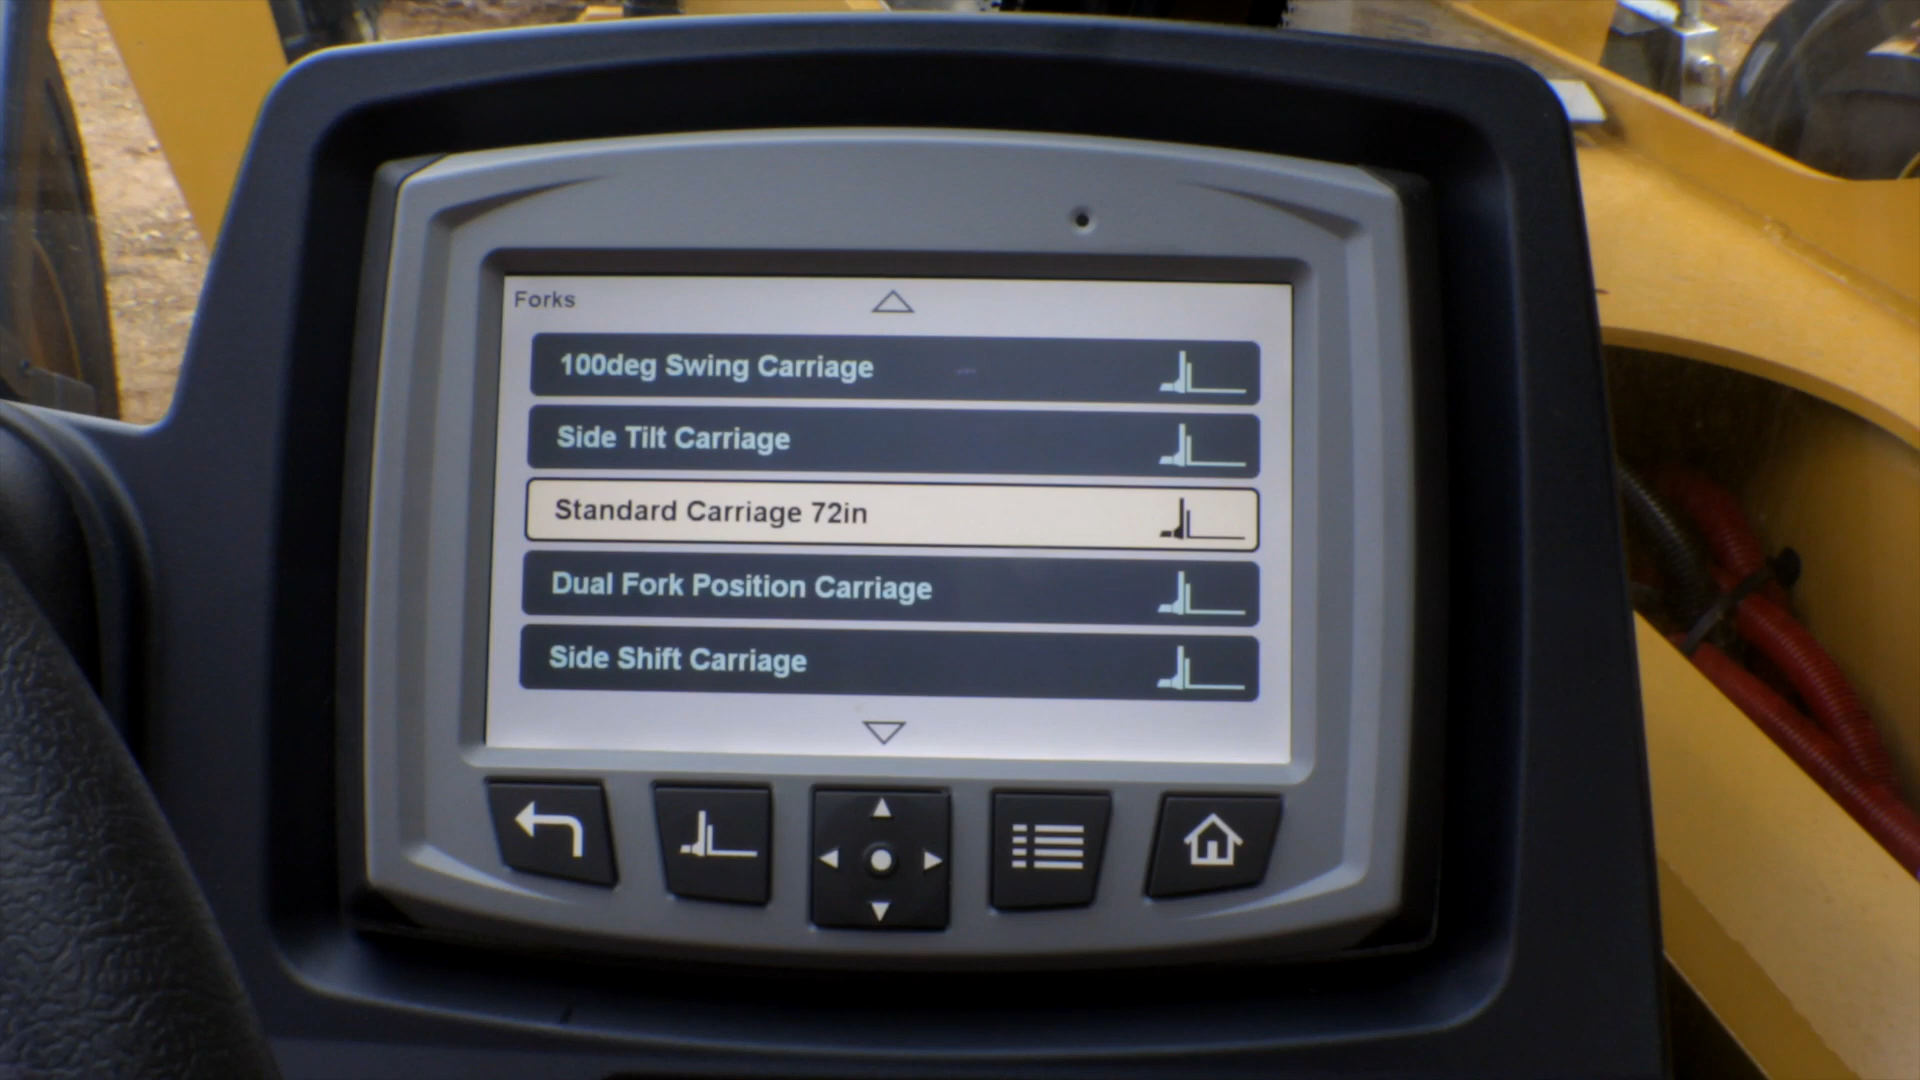 Forks
100deg Swing Carriage
Side Tilt Carriage
Standard Carriage 72in
Dual Fork Position Carriage
Side Shift Carriage